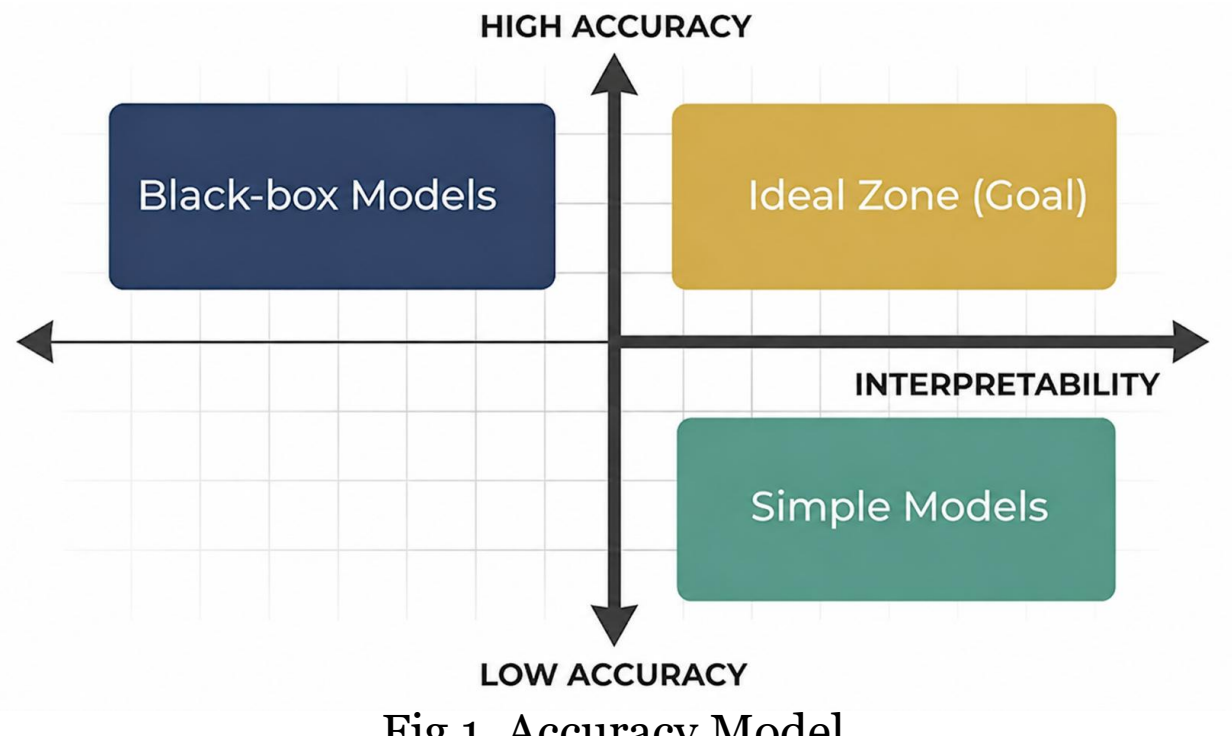 HIGH ACCURACY
Black-box Models
Ideal Zone (Goal)
INTERPRETABILITY
Simple Models
LOW ACCURACY
Fig 1. Accuracy Model